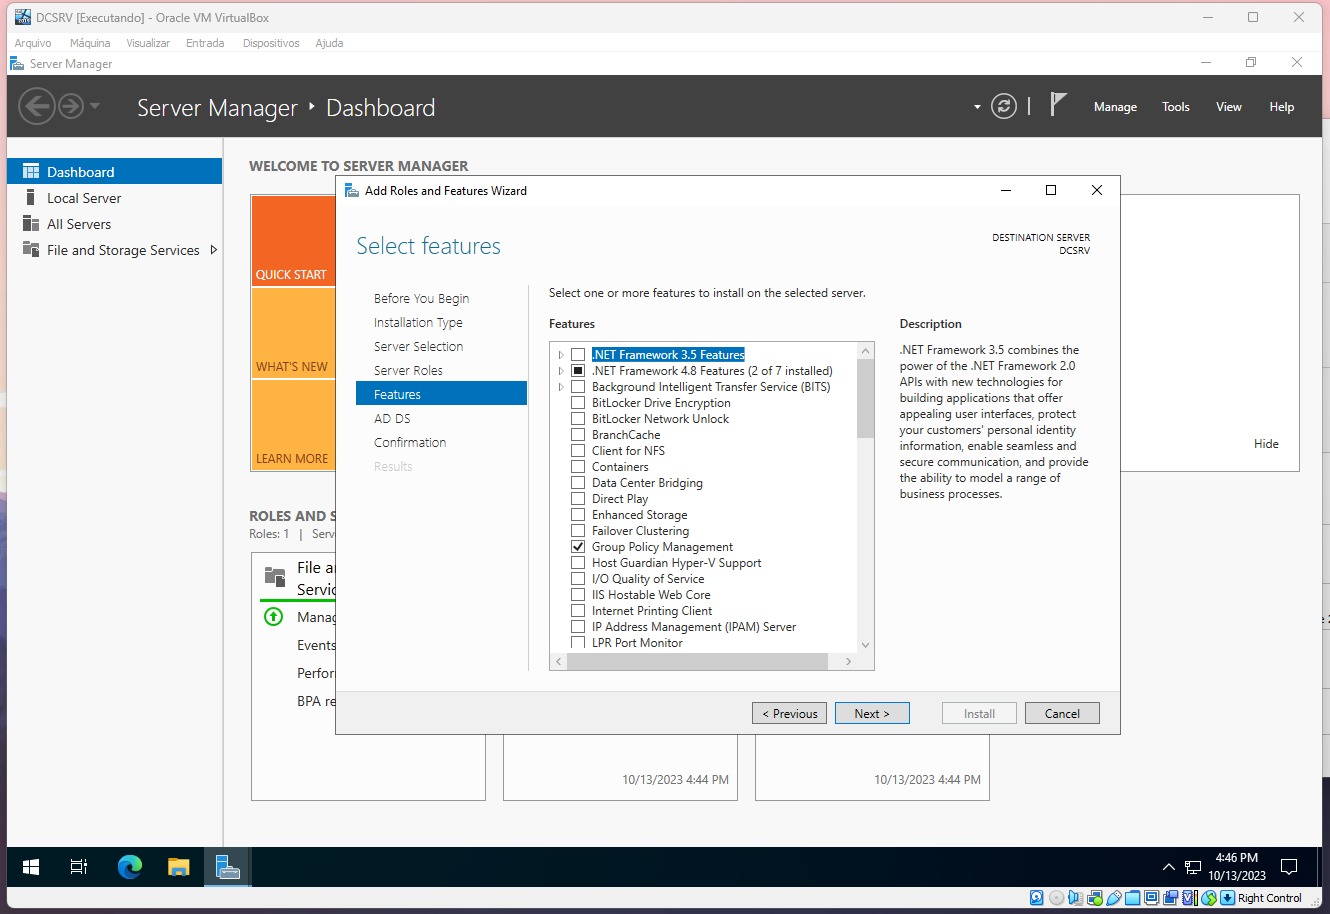 DCSRV [Executando] - Oracle VM VirtualBox
Arquivo Máquina Visualizar Entrada Dispositivos Ajuda
Server Manager
Server Manager Dashboard
Manage Tools View Help
Dashboard
Local Server
All Servers
File and Storage Services
WELCOME TO SERVER MANAGER
QUICK START
WHAT'S NEW
LEARN MORE
Hide
ROLES AND S
Roles: 1 | Serv
File a
Servic
Manag
Events
Perfor
BPA re
10/13/2023 4:44 PM
10/13/2023 4:44 PM
Add Roles and Features Wizard
Select features
DESTINATION SERVER
DCSRV
Before You Begin
Installation Type
Server Selection
Server Roles
Features
AD DS
Confirmation
Results
Select one or more features to install on the selected server.
Features
.NET Framework 3.5 Features
.NET Framework 4.8 Features (2 of 7 installed)
Background Intelligent Transfer Service (BITS)
BitLocker Drive Encryption
BitLocker Network Unlock
BranchCache
Client for NFS
Containers
Data Center Bridging
Direct Play
Enhanced Storage
Failover Clustering
Group Policy Management
Host Guardian Hyper-V Support
I/O Quality of Service
IIS Hostable Web Core
Internet Printing Client
IP Address Management (IPAM) Server
LPR Port Monitor
Description
.NET Framework 3.5 combines the
power of the .NET Framework 2.0
APIs with new technologies for
building applications that offer
appealing user interfaces, protect
your customers' personal identity
information, enable seamless and
secure communication, and provide
the ability to model a range of
business processes.
< Previous Next > Install Cancel
4:46 PM
10/13/2023
Right Control